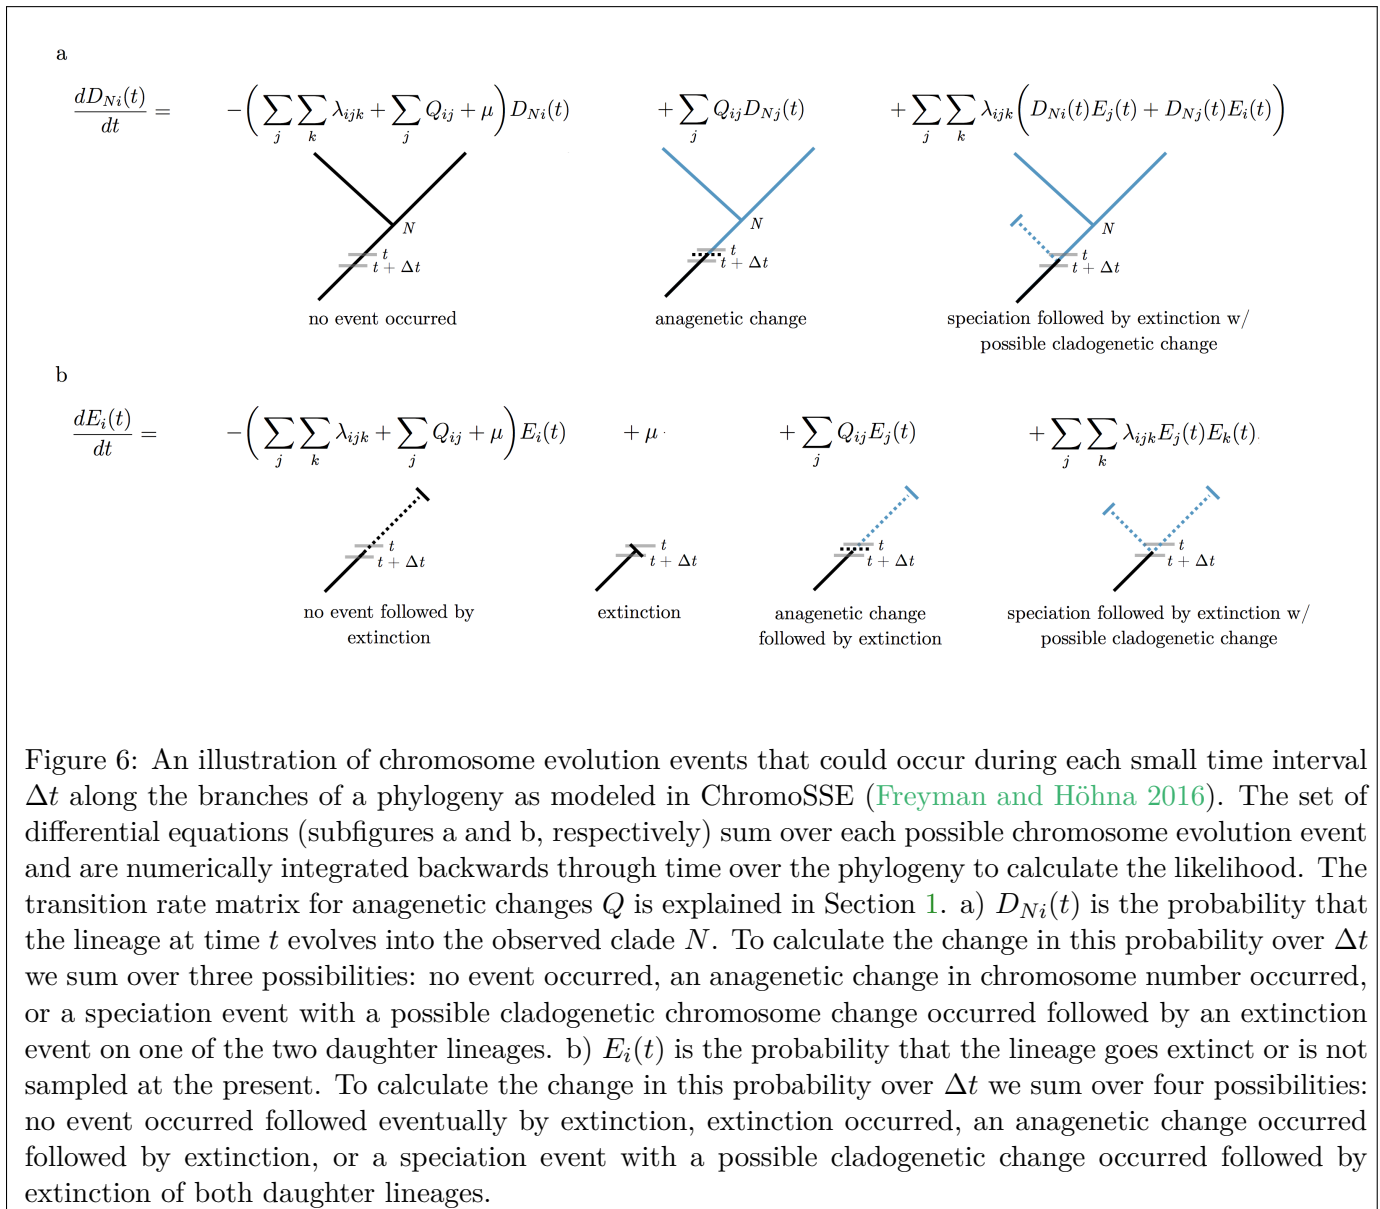 a
dD_{Ni}(t)/dt = −(∑_j ∑_k λ_{ijk} + ∑_j Q_{ij} + μ) D_{Ni}(t) + ∑_j Q_{ij} D_{Nj}(t) + ∑_j ∑_k λ_{ijk} (D_{Ni}(t)E_j(t) + D_{Nj}(t)E_i(t))
N N N
t t t
t + Δt t + Δt t + Δt
no event occurred anagenetic change speciation followed by extinction w/
possible cladogenetic change
b
dE_i(t)/dt = −(∑_j ∑_k λ_{ijk} + ∑_j Q_{ij} + μ) E_i(t) + μ + ∑_j Q_{ij} E_j(t) + ∑_j ∑_k λ_{ijk} E_j(t)E_k(t)
t t t t
t + Δt t + Δt t + Δt t + Δt
no event followed by extinction anagenetic change speciation followed by extinction w/
extinction followed by extinction possible cladogenetic change
Figure 6: An illustration of chromosome evolution events that could occur during each small time interval
Δt along the branches of a phylogeny as modeled in ChromoSSE (Freyman and Höhna 2016). The set of
differential equations (subfigures a and b, respectively) sum over each possible chromosome evolution event
and are numerically integrated backwards through time over the phylogeny to calculate the likelihood. The
transition rate matrix for anagenetic changes Q is explained in Section 1. a) D_{Ni}(t) is the probability that
the lineage at time t evolves into the observed clade N. To calculate the change in this probability over Δt
we sum over three possibilities: no event occurred, an anagenetic change in chromosome number occurred,
or a speciation event with a possible cladogenetic chromosome change occurred followed by an extinction
event on one of the two daughter lineages. b) E_i(t) is the probability that the lineage goes extinct or is not
sampled at the present. To calculate the change in this probability over Δt we sum over four possibilities:
no event occurred followed eventually by extinction, extinction occurred, an anagenetic change occurred
followed by extinction, or a speciation event with a possible cladogenetic change occurred followed by
extinction of both daughter lineages.